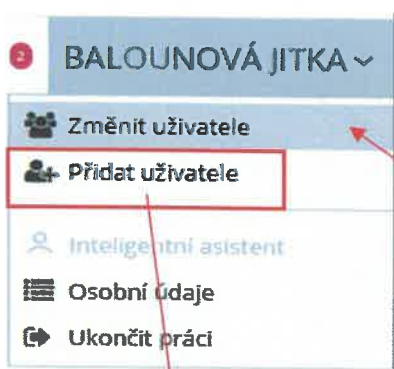 2 BALOUNOVÁ JITKA
Změnit uživatele
Přidat uživatele
Inteligentní asistent
Osobní údaje
Ukončit práci